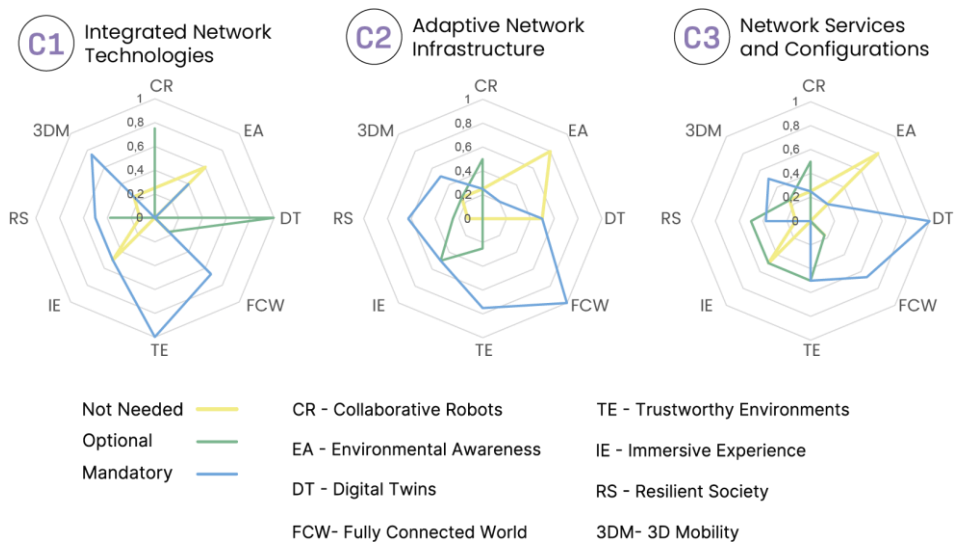 C1 Integrated Network
Technologies
C2 Adaptive Network
Infrastructure
C3 Network Services
and Configurations
CR
1
0,8
0,6
0,4
0,2
0
EA
DT
FCW
TE
IE
RS
3DM
CR
1
0,8
0,6
0,4
0,2
0
EA
DT
FCW
TE
IE
RS
3DM
CR
1
0,8
0,6
0,4
0,2
0
EA
DT
FCW
TE
IE
RS
3DM
Not Needed
Optional
Mandatory
CR - Collaborative Robots
EA - Environmental Awareness
DT - Digital Twins
FCW- Fully Connected World
TE - Trustworthy Environments
IE - Immersive Experience
RS - Resilient Society
3DM- 3D Mobility